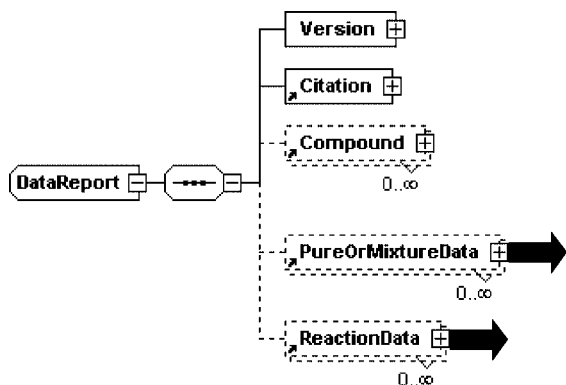 Version
Citation
Compound
0..∞
DataReport
PureOrMixtureData
0..∞
ReactionData
0..∞